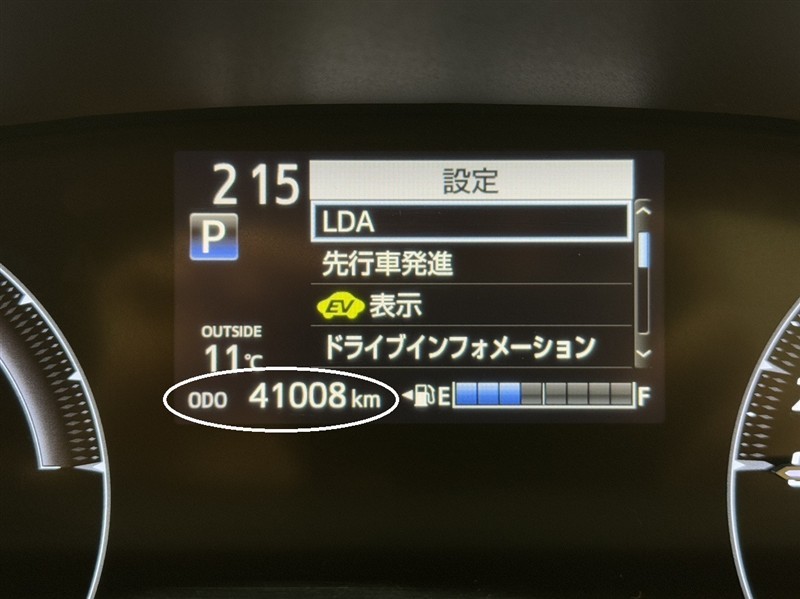 2 15
設定
P
LDA
先行車発進
EV 表示
ドライブインフォメーション
OUTSIDE
11℃
ODO 41008 km
E F